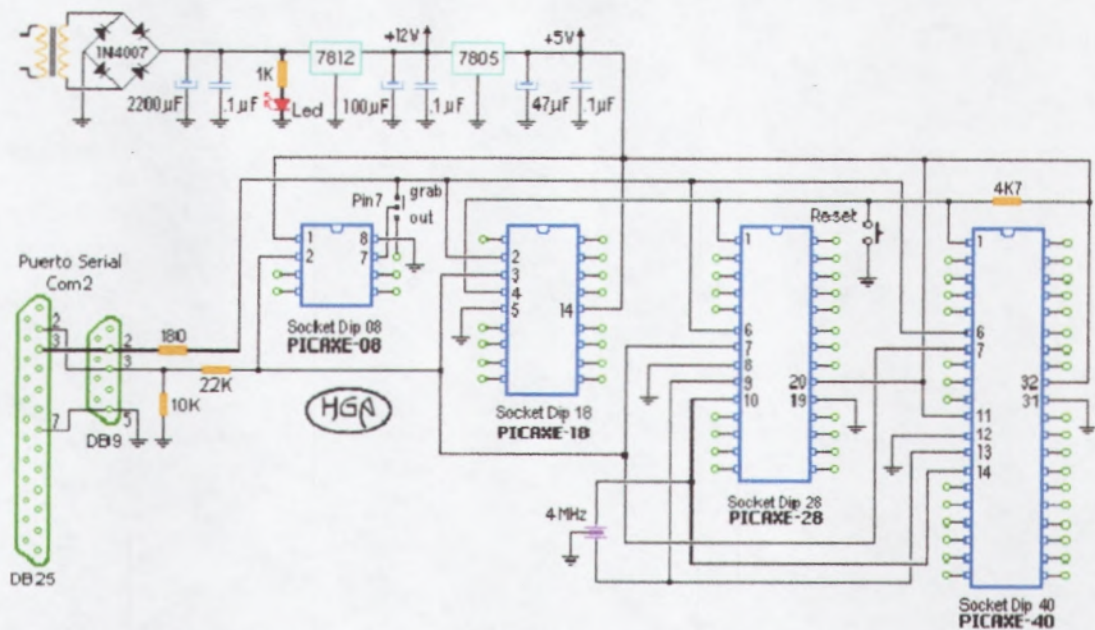 1N4007
2200µF
.1µF
1K
Led
7812
+12V
100µF
.1µF
7805
+5V
47µF
.1µF
Pin7
grab
out
4K7
Reset
1
2
8
7
Socket Dip 08
PICAXE-08
2
3
4
5
14
Socket Dip 18
PICAXE-18
1
6
7
8
9
10
20
19
Socket Dip 28
PICAXE-28
1
6
7
11
12
13
14
32
31
Socket Dip 40
PICAXE-40
Puerto Serial
Com2
2
3
7
DB25
2
3
5
DB9
180
22K
10K
HGA
4MHz